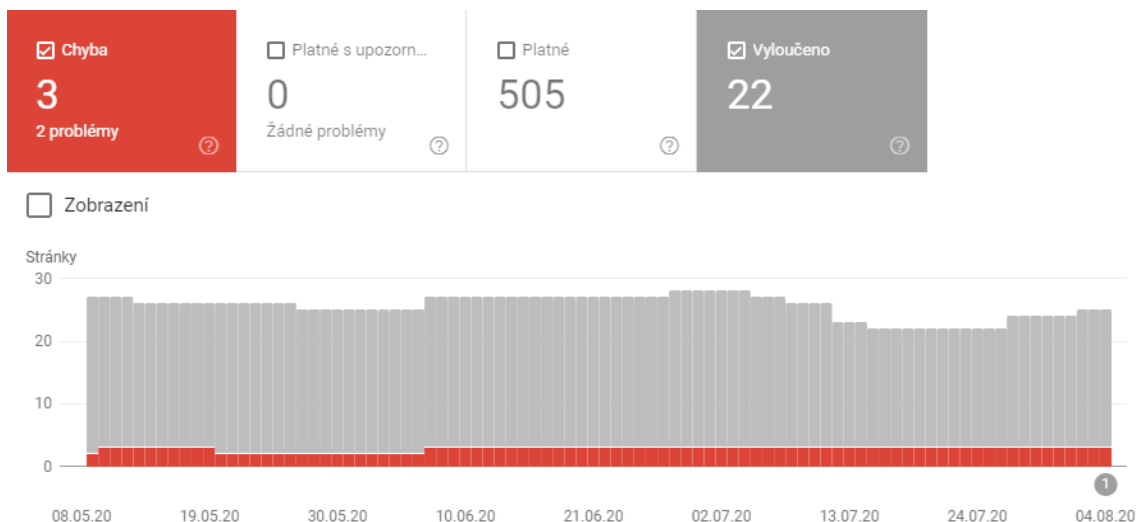 Chyba
3
2 problémy
Platné s upozorn...
0
Žádné problémy
Platné
505
Vyloučeno
22
Zobrazení
Stránky
30
20
10
0
1
08.05.20 19.05.20 30.05.20 10.06.20 21.06.20 02.07.20 13.07.20 24.07.20 04.08.20